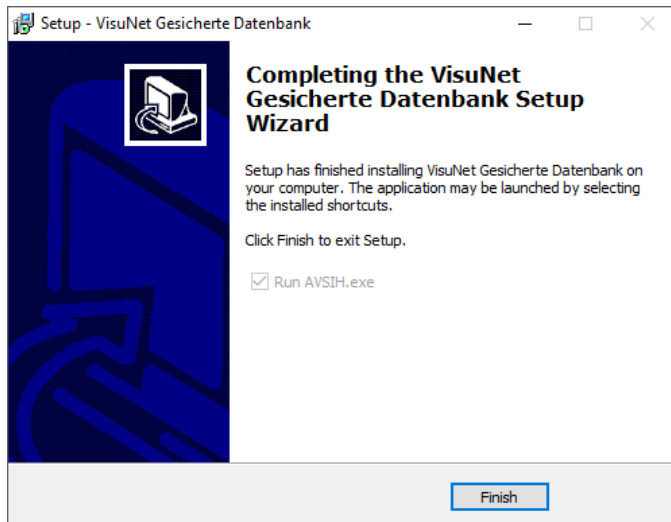 Setup - VisuNet Gesicherte Datenbank
Completing the VisuNet
Gesicherte Datenbank Setup
Wizard
Setup has finished installing VisuNet Gesicherte Datenbank on
your computer. The application may be launched by selecting
the installed shortcuts.
Click Finish to exit Setup.
Run AVSIH.exe
Finish